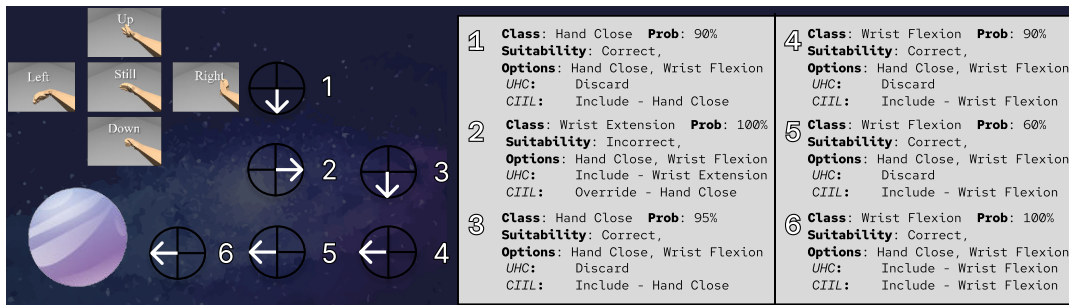 Up
Left
Still
Right
Down
1
2
3
6
5
4
1
Class: Hand Close Prob: 90%
Suitability: Correct,
Options: Hand Close, Wrist Flexion
UHC: Discard
CIIL: Include - Hand Close
2
Class: Wrist Extension Prob: 100%
Suitability: Incorrect,
Options: Hand Close, Wrist Flexion
UHC: Include - Wrist Extension
CIIL: Override - Hand Close
3
Class: Hand Close Prob: 95%
Suitability: Correct,
Options: Hand Close, Wrist Flexion
UHC: Discard
CIIL: Include - Hand Close
4
Class: Wrist Flexion Prob: 90%
Suitability: Correct,
Options: Hand Close, Wrist Flexion
UHC: Discard
CIIL: Include - Wrist Flexion
5
Class: Wrist Flexion Prob: 60%
Suitability: Correct,
Options: Hand Close, Wrist Flexion
UHC: Discard
CIIL: Include - Wrist Flexion
6
Class: Wrist Flexion Prob: 100%
Suitability: Correct,
Options: Hand Close, Wrist Flexion
UHC: Include - Wrist Flexion
CIIL: Include - Wrist Flexion